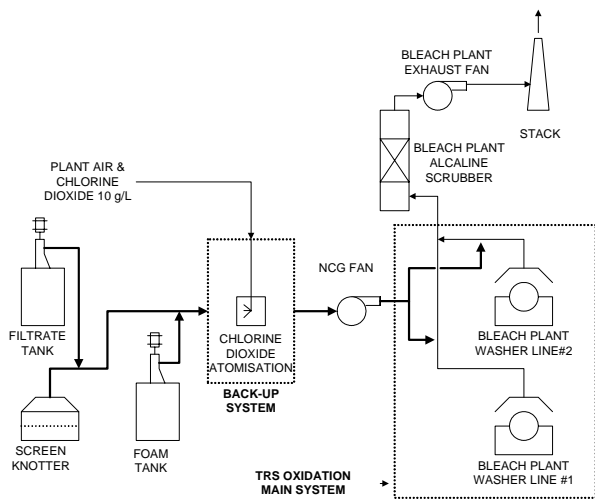 BLEACH PLANT
EXHAUST FAN
STACK
BLEACH PLANT
ALCALINE
SCRUBBER
PLANT AIR &
CHLORINE
DIOXIDE 10 g/L
NCG FAN
FILTRATE
TANK
CHLORINE
DIOXIDE
ATOMISATION
BACK-UP
SYSTEM
BLEACH PLANT
WASHER LINE#2
SCREEN
KNOTTER
FOAM
TANK
TRS OXIDATION
MAIN SYSTEM
BLEACH PLANT
WASHER LINE #1